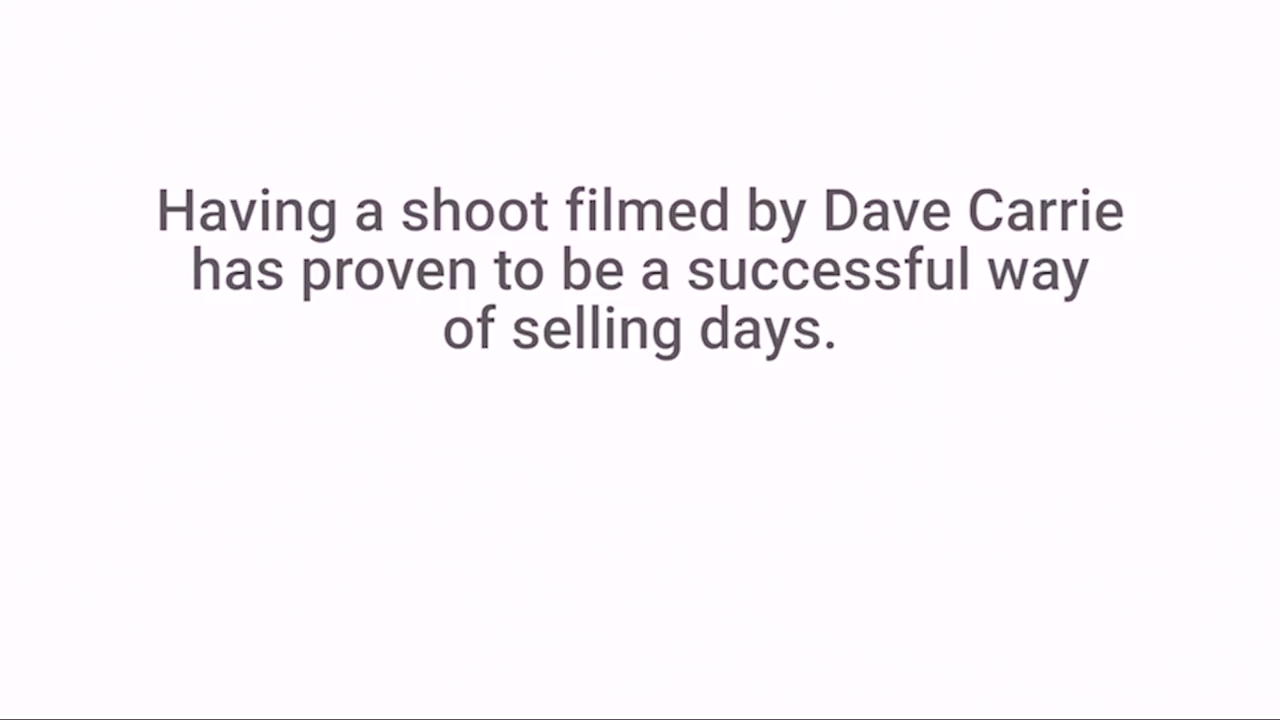 Having a shoot filmed by Dave Carrie
has proven to be a successful way
of selling days.